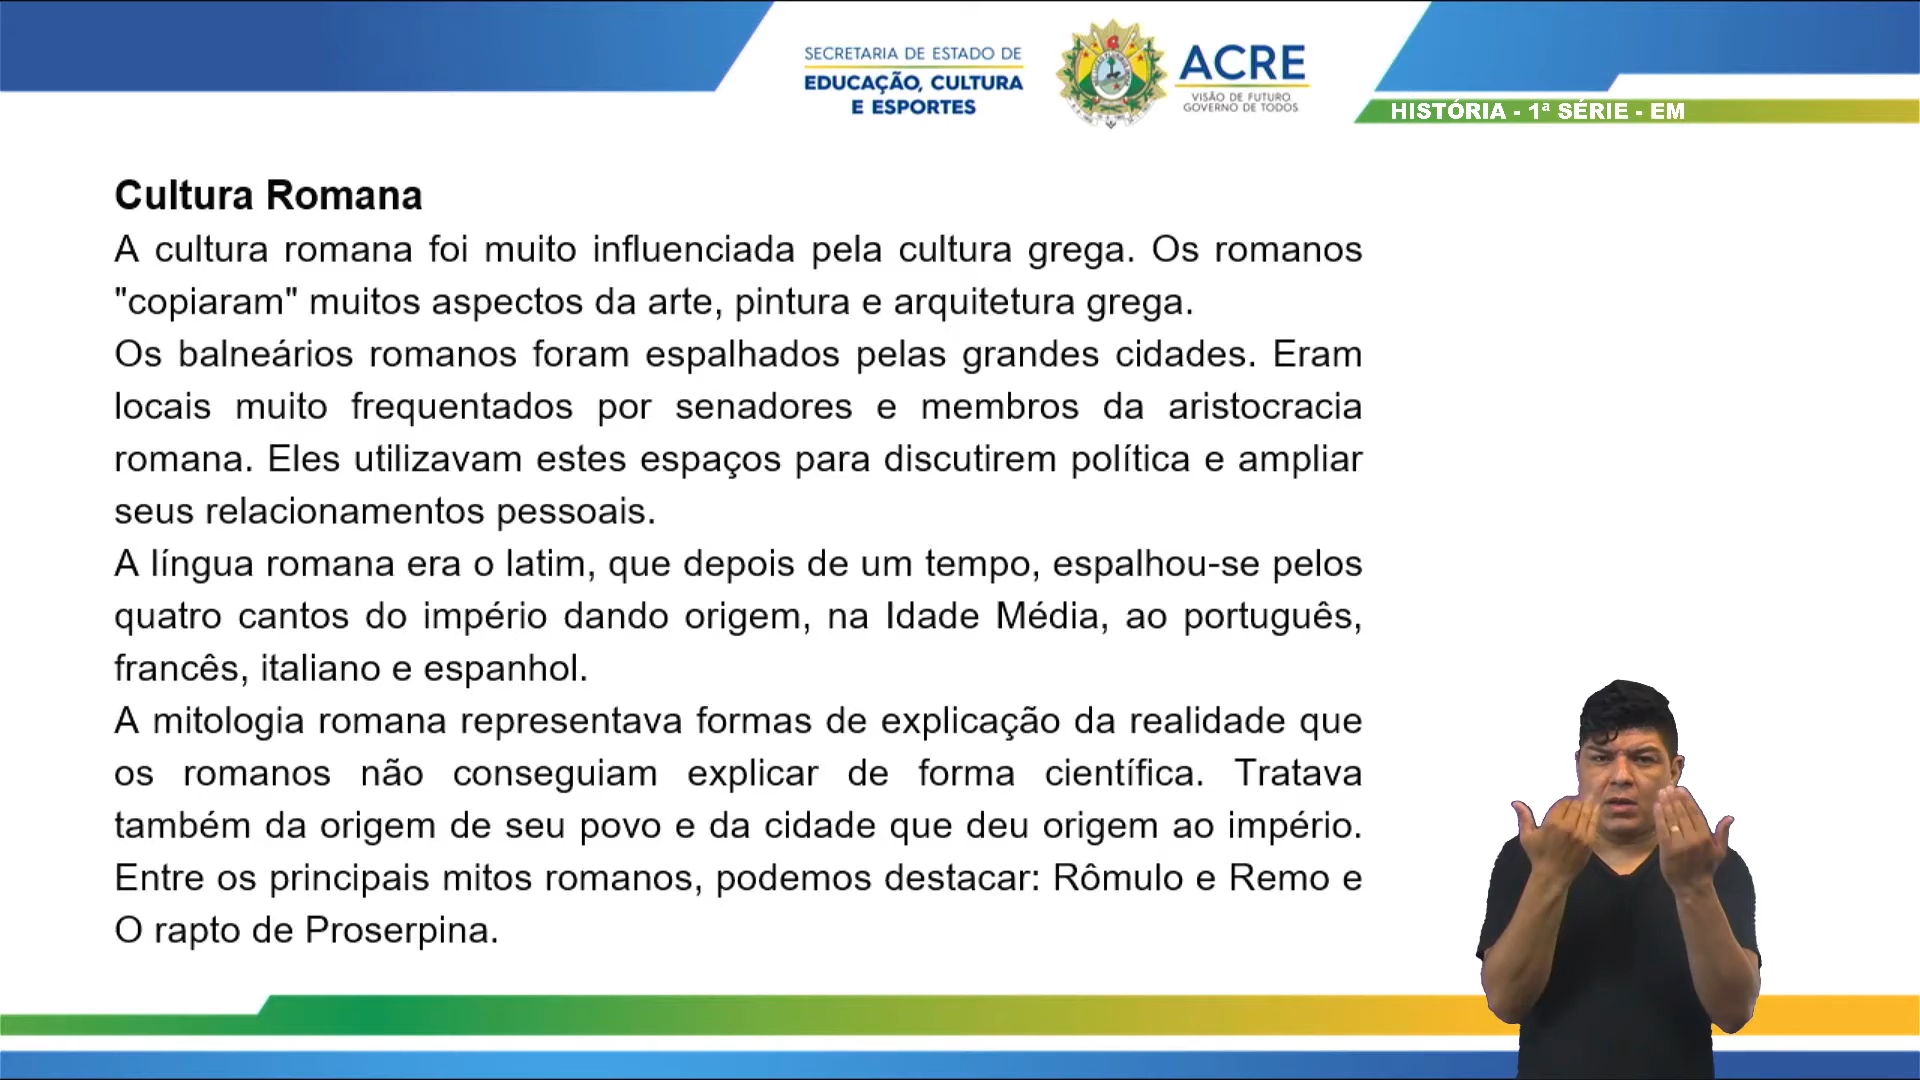 SECRETARIA DE ESTADO DE
EDUCAÇÃO, CULTURA
E ESPORTES
ACRE
VISÃO DE FUTURO
GOVERNO DE TODOS
HISTÓRIA - 1ª SÉRIE - EM
Cultura Romana
A cultura romana foi muito influenciada pela cultura grega. Os romanos
"copiaram" muitos aspectos da arte, pintura e arquitetura grega.
Os balneários romanos foram espalhados pelas grandes cidades. Eram
locais muito frequentados por senadores e membros da aristocracia
romana. Eles utilizavam estes espaços para discutirem política e ampliar
seus relacionamentos pessoais.
A língua romana era o latim, que depois de um tempo, espalhou-se pelos
quatro cantos do império dando origem, na Idade Média, ao português,
francês, italiano e espanhol.
A mitologia romana representava formas de explicação da realidade que
os romanos não conseguiam explicar de forma científica. Tratava
também da origem de seu povo e da cidade que deu origem ao império.
Entre os principais mitos romanos, podemos destacar: Rômulo e Remo e
O rapto de Proserpina.